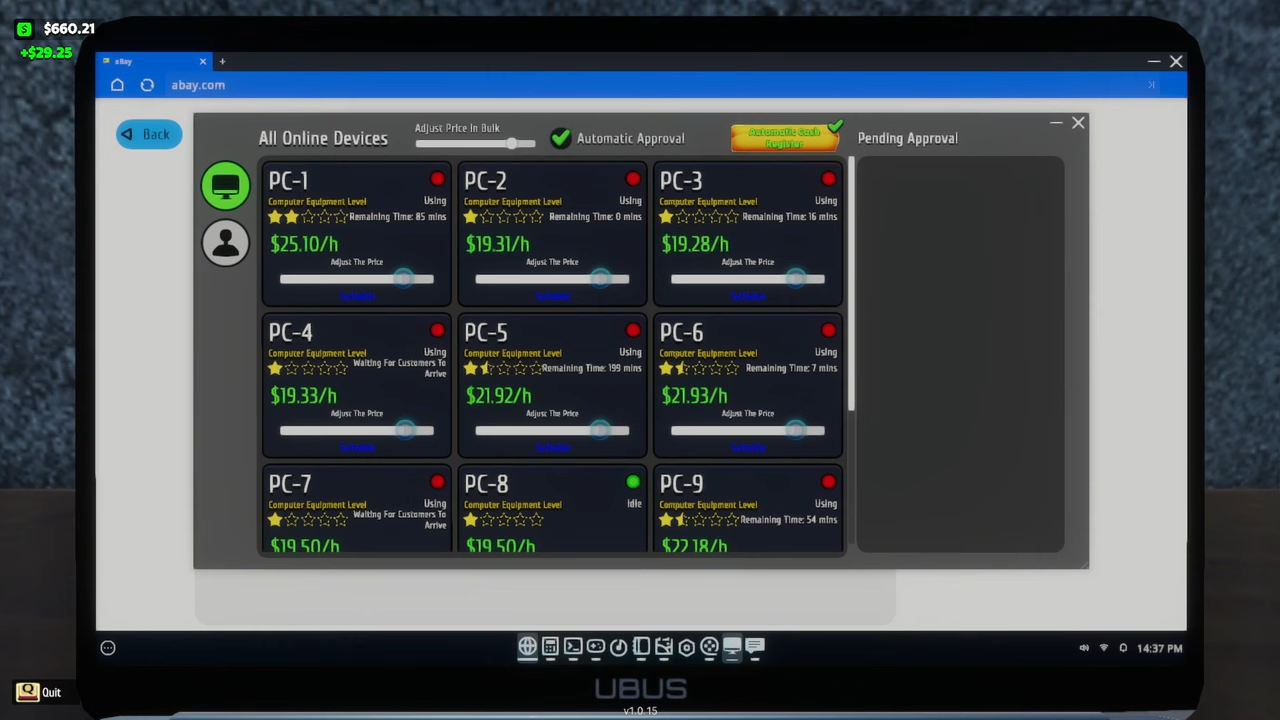 $660.21
+$29.25
aBay
abay.com
Back
All Online Devices
Adjust Price In Bulk
Automatic Approval
Automatic Cash
Register
Pending Approval
PC-1
Using
Computer Equipment Level
Remaining Time: 85 mins
$25.10/h
Adjust The Price
Suitable
PC-2
Using
Computer Equipment Level
Remaining Time: 0 mins
$19.31/h
Adjust The Price
Suitable
PC-3
Using
Computer Equipment Level
Remaining Time: 16 mins
$19.28/h
Adjust The Price
Suitable
PC-4
Using
Computer Equipment Level
Waiting For Customers To
Arrive
$19.33/h
Adjust The Price
Suitable
PC-5
Using
Computer Equipment Level
Remaining Time: 199 mins
$21.92/h
Adjust The Price
Suitable
PC-6
Using
Computer Equipment Level
Remaining Time: 7 mins
$21.93/h
Adjust The Price
Suitable
PC-7
Using
Computer Equipment Level
Waiting For Customers To
Arrive
$19.50/h
PC-8
Idle
Computer Equipment Level
$19.50/h
PC-9
Using
Computer Equipment Level
Remaining Time: 54 mins
$22.18/h
14:37 PM
Q
Quit
UBUS
v1.0.15